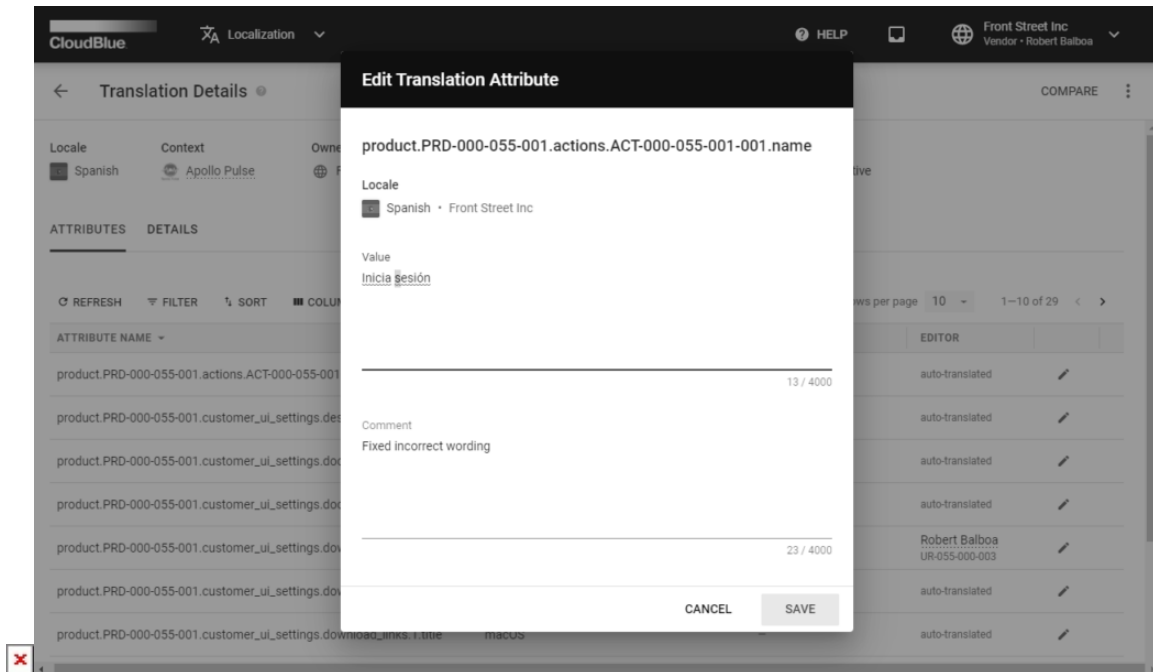 CloudBlue Localization HELP Front Street Inc
Vendor • Robert Balboa
Translation Details COMPARE
Edit Translation Attribute
Locale Context Owne
Spanish Apollo Pulse F tive
ATTRIBUTES DETAILS
product.PRD-000-055-001.actions.ACT-000-055-001-001.name
Locale
Spanish • Front Street Inc
Value
Inicia sesión
13 / 4000
Comment
Fixed incorrect wording
23 / 4000
CANCEL SAVE
REFRESH FILTER SORT COLUM ws per page 10 1–10 of 29
ATTRIBUTE NAME EDITOR
product.PRD-000-055-001.actions.ACT-000-055-001 auto-translated
product.PRD-000-055-001.customer_ui_settings.des auto-translated
product.PRD-000-055-001.customer_ui_settings.doc auto-translated
product.PRD-000-055-001.customer_ui_settings.doc auto-translated
product.PRD-000-055-001.customer_ui_settings.dov Robert Balboa
UR-055-000-003
product.PRD-000-055-001.customer_ui_settings.dov auto-translated
product.PRD-000-055-001.customer_ui_settings.download_links.1.title macOS – auto-translated